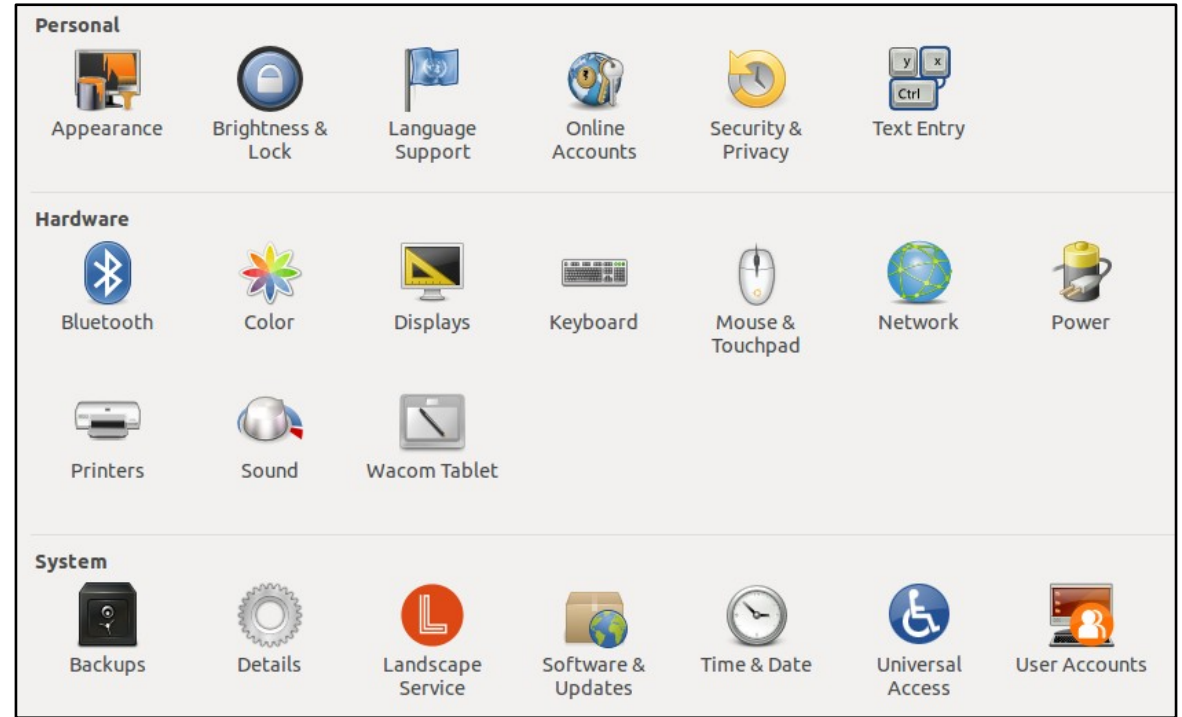 Personal
y x
Ctrl
Appearance Brightness & Language Online Security & Text Entry
Lock Support Accounts Privacy
Hardware
Bluetooth Color Displays Keyboard Mouse & Network Power
Touchpad
Printers Sound Wacom Tablet
System
L
Backups Details Landscape Software & Time & Date Universal User Accounts
Service Updates Access